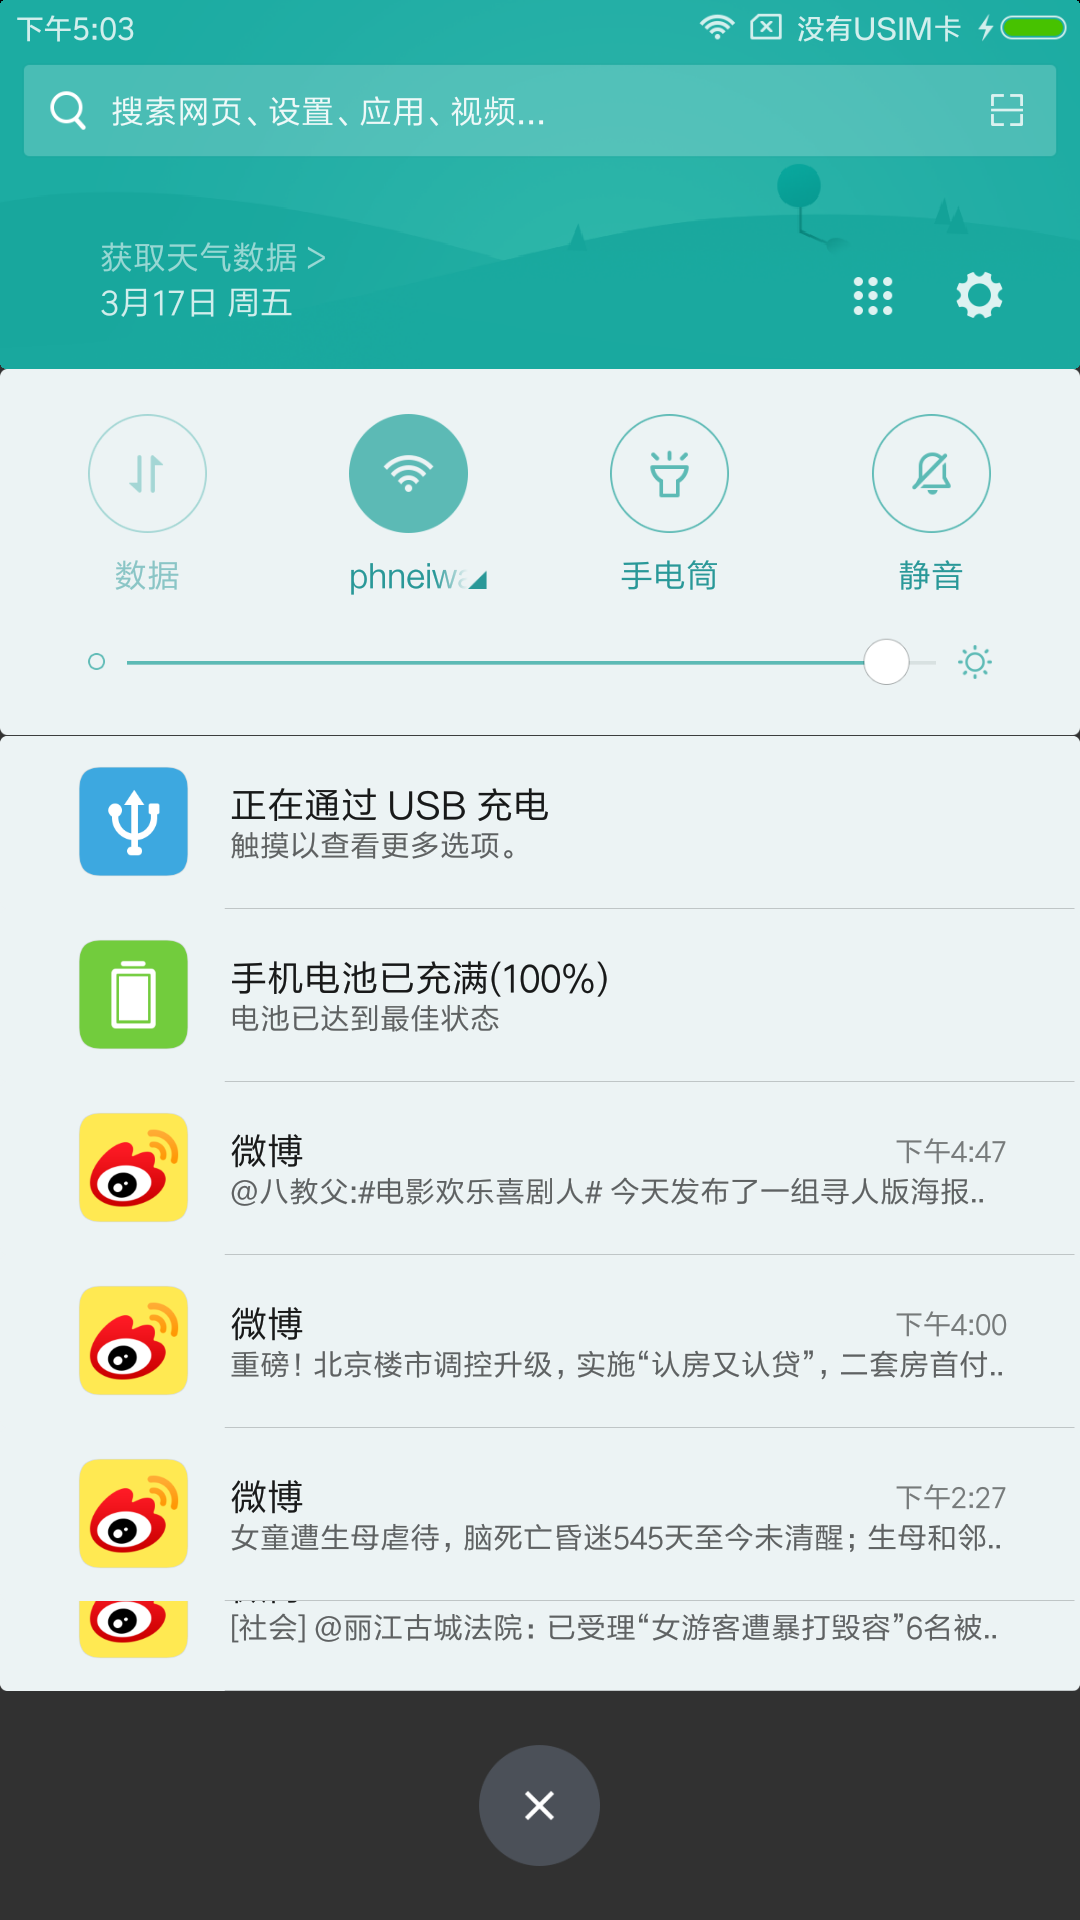 下午5:03 没有USIM卡
搜索网页、设置、应用、视频...
获取天气数据 >
3月17日 周五
数据 phneiwa 手电筒 静音
正在通过 USB 充电
触摸以查看更多选项。
手机电池已充满(100%)
电池已达到最佳状态
微博 下午4:47
@八教父:#电影欢乐喜剧人# 今天发布了一组寻人版海报..
微博 下午4:00
重磅！北京楼市调控升级，实施“认房又认贷”，二套房首付..
微博 下午2:27
女童遭生母虐待，脑死亡昏迷545天至今未清醒；生母和邻..
[社会] @丽江古城法院：已受理“女游客遭暴打毁容”6名被..